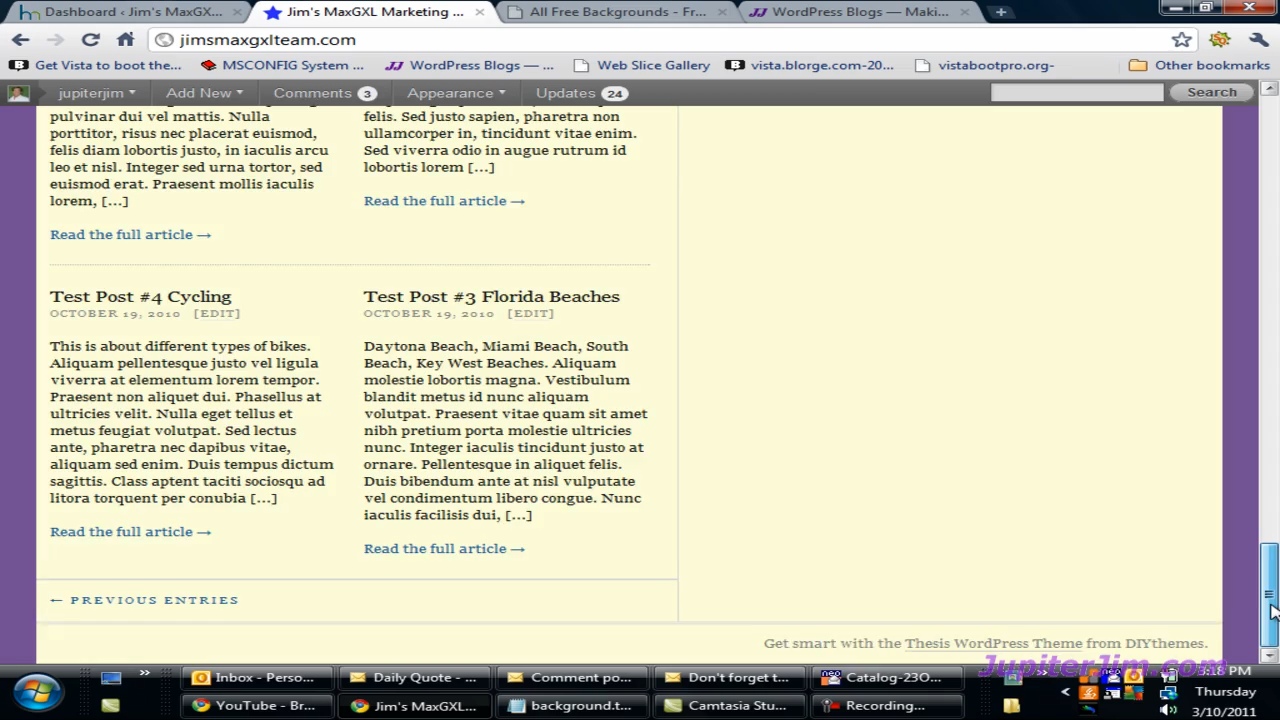 Dashboard ‹ Jim's MaxGX...
Jim's MaxGXL Marketing ...
All Free Backgrounds - Fr...
WordPress Blogs — Maki...
jimsmaxgxlteam.com
Get Vista to boot the...
MSCONFIG System ...
WordPress Blogs — ...
Web Slice Gallery
vista.blorge.com-20...
vistabootpro.org-
Other bookmarks
jupiterjim
Add New
Comments 3
Appearance
Updates 24
Search
pulvinar dui vel mattis. Nulla
porttitor, risus nec placerat euismod,
felis diam lobortis justo, in iaculis arcu
leo et nisl. Integer sed urna tortor, sed
euismod erat. Praesent mollis iaculis
lorem, [...]
Read the full article →
felis. Sed justo sapien, pharetra non
ullamcorper in, tincidunt vitae enim.
Sed viverra odio in augue rutrum id
lobortis lorem [...]
Read the full article →
Test Post #4 Cycling
OCTOBER 19, 2010 [EDIT]
This is about different types of bikes.
Aliquam pellentesque justo vel ligula
viverra at elementum lorem tempor.
Praesent non aliquet dui. Phasellus at
ultricies velit. Nulla eget tellus et
metus feugiat volutpat. Sed lectus
ante, pharetra nec dapibus vitae,
aliquam sed enim. Duis tempus dictum
sagittis. Class aptent taciti sociosqu ad
litora torquent per conubia [...]
Read the full article →
Test Post #3 Florida Beaches
OCTOBER 19, 2010 [EDIT]
Daytona Beach, Miami Beach, South
Beach, Key West Beaches. Aliquam
molestie lobortis magna. Vestibulum
blandit metus id nunc aliquam
volutpat. Praesent vitae quam sit amet
nibh pretium porta molestie ultricies
nunc. Integer iaculis tincidunt justo at
ornare. Pellentesque in aliquet felis.
Duis bibendum ante at nisl vulputate
vel condimentum libero congue. Nunc
iaculis facilisis dui, [...]
Read the full article →
← PREVIOUS ENTRIES
Get smart with the Thesis WordPress Theme from DIYthemes.
JupiterJim.com
Inbox - Perso...
Daily Quote - ...
Comment po...
Don't forget t...
Catalog-23O...
3:18 PM
YouTube - Br...
Jim's MaxGXL...
background.t...
Camtasia Stu...
Recording...
Thursday
3/10/2011